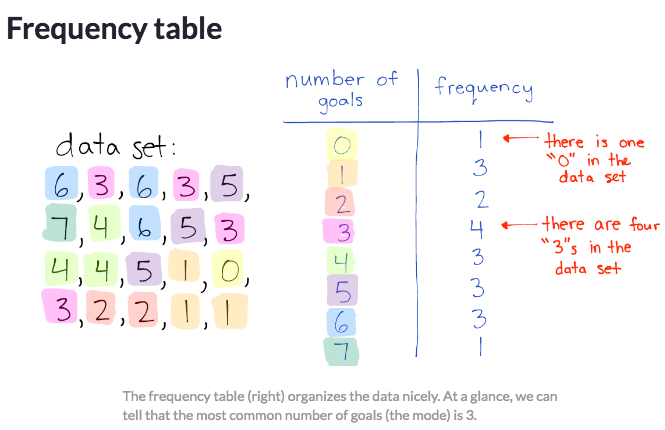 Frequency table
data set:
6, 3, 6, 3, 5,
7, 4, 6, 5, 3
4, 4, 5, 1, 0,
3, 2, 2, 1, 1
number of goals frequency
0 1
1 3
2 2
3 4
4 3
5 3
6 3
7 1
there is one
"0" in the
data set
there are four
"3"s in the
data set
The frequency table (right) organizes the data nicely. At a glance, we can
tell that the most common number of goals (the mode) is 3.